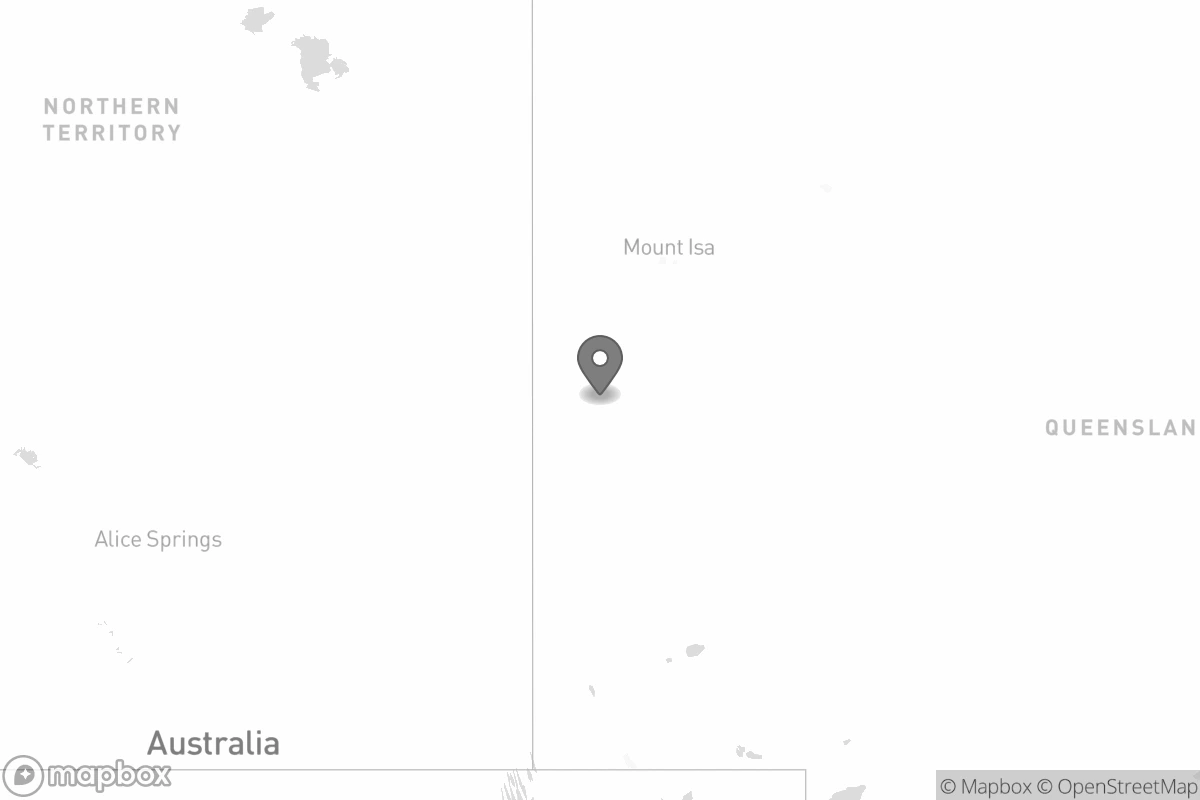 NORTHERN
TERRITORY
Mount Isa
QUEENSLAN
Alice Springs
Australia
mapbox
© Mapbox © OpenStreetMap